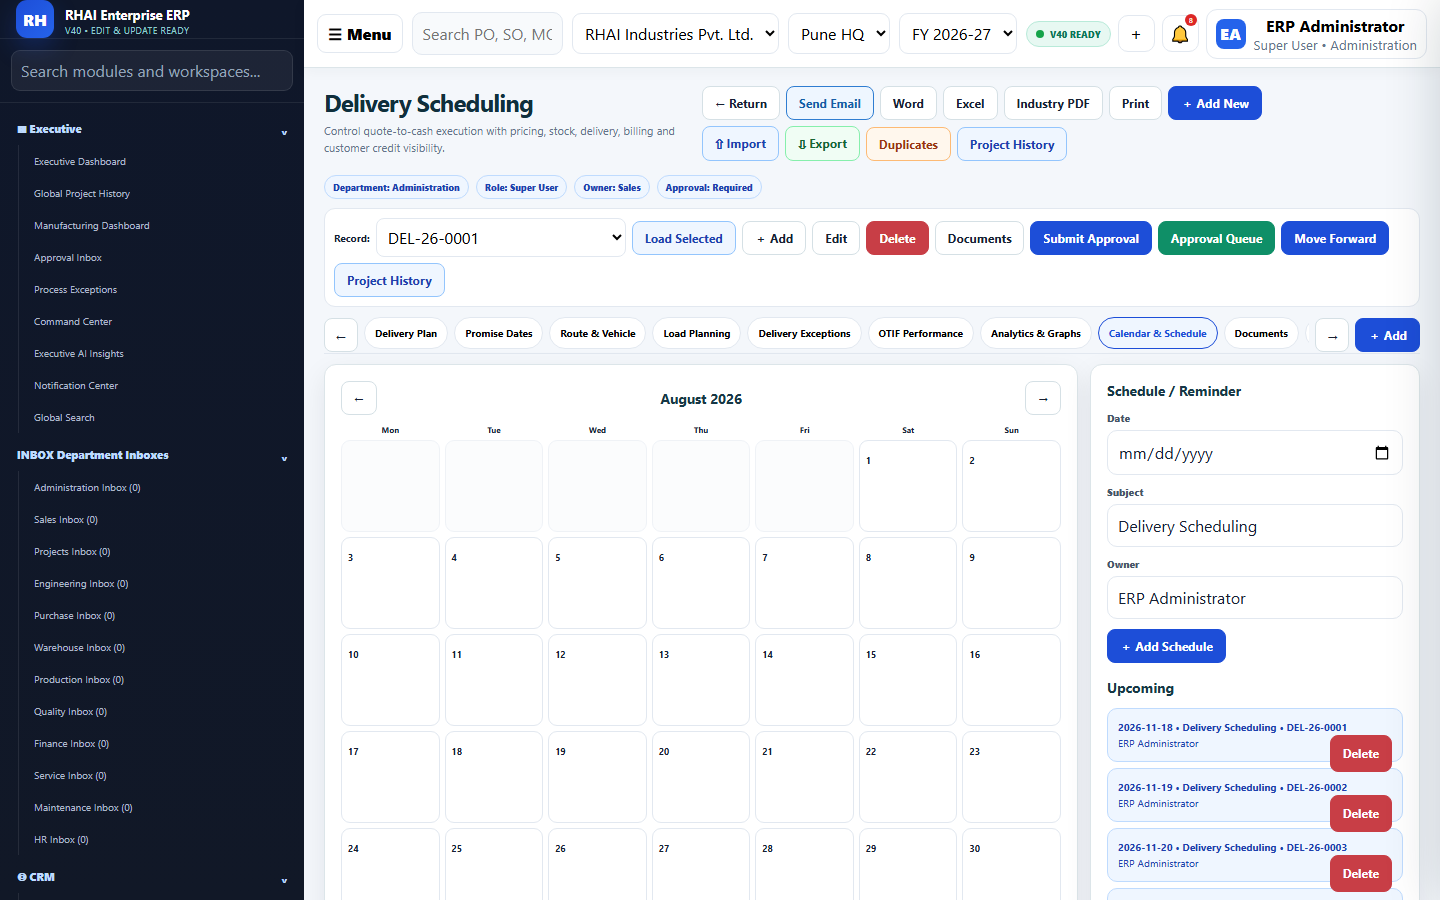 RH
RHAI Enterprise ERP
V40 • EDIT & UPDATE READY
Search modules and workspaces...
Executive
Executive Dashboard
Global Project History
Manufacturing Dashboard
Approval Inbox
Process Exceptions
Command Center
Executive AI Insights
Notification Center
Global Search
INBOX Department Inboxes
Administration Inbox (0)
Sales Inbox (0)
Projects Inbox (0)
Engineering Inbox (0)
Purchase Inbox (0)
Warehouse Inbox (0)
Production Inbox (0)
Quality Inbox (0)
Finance Inbox (0)
Service Inbox (0)
Maintenance Inbox (0)
HR Inbox (0)
CRM
☰ Menu
Search PO, SO, MO
RHAI Industries Pvt. Ltd.
Pune HQ
FY 2026-27
V40 READY
+
8
EA
ERP Administrator
Super User • Administration
Delivery Scheduling
Control quote-to-cash execution with pricing, stock, delivery, billing and
customer credit visibility.
← Return
Send Email
Word
Excel
Industry PDF
Print
+ Add New
⇧ Import
⇩ Export
Duplicates
Project History
Department: Administration
Role: Super User
Owner: Sales
Approval: Required
Record:
DEL-26-0001
Load Selected
+ Add
Edit
Delete
Documents
Submit Approval
Approval Queue
Move Forward
Project History
←
Delivery Plan
Promise Dates
Route & Vehicle
Load Planning
Delivery Exceptions
OTIF Performance
Analytics & Graphs
Calendar & Schedule
Documents
→
+ Add
←
August 2026
→
Mon Tue Wed Thu Fri Sat Sun
1 2
3 4 5 6 7 8 9
10 11 12 13 14 15 16
17 18 19 20 21 22 23
24 25 26 27 28 29 30
Schedule / Reminder
Date
mm/dd/yyyy
Subject
Delivery Scheduling
Owner
ERP Administrator
+ Add Schedule
Upcoming
2026-11-18 • Delivery Scheduling • DEL-26-0001
ERP Administrator
Delete
2026-11-19 • Delivery Scheduling • DEL-26-0002
ERP Administrator
Delete
2026-11-20 • Delivery Scheduling • DEL-26-0003
ERP Administrator
Delete